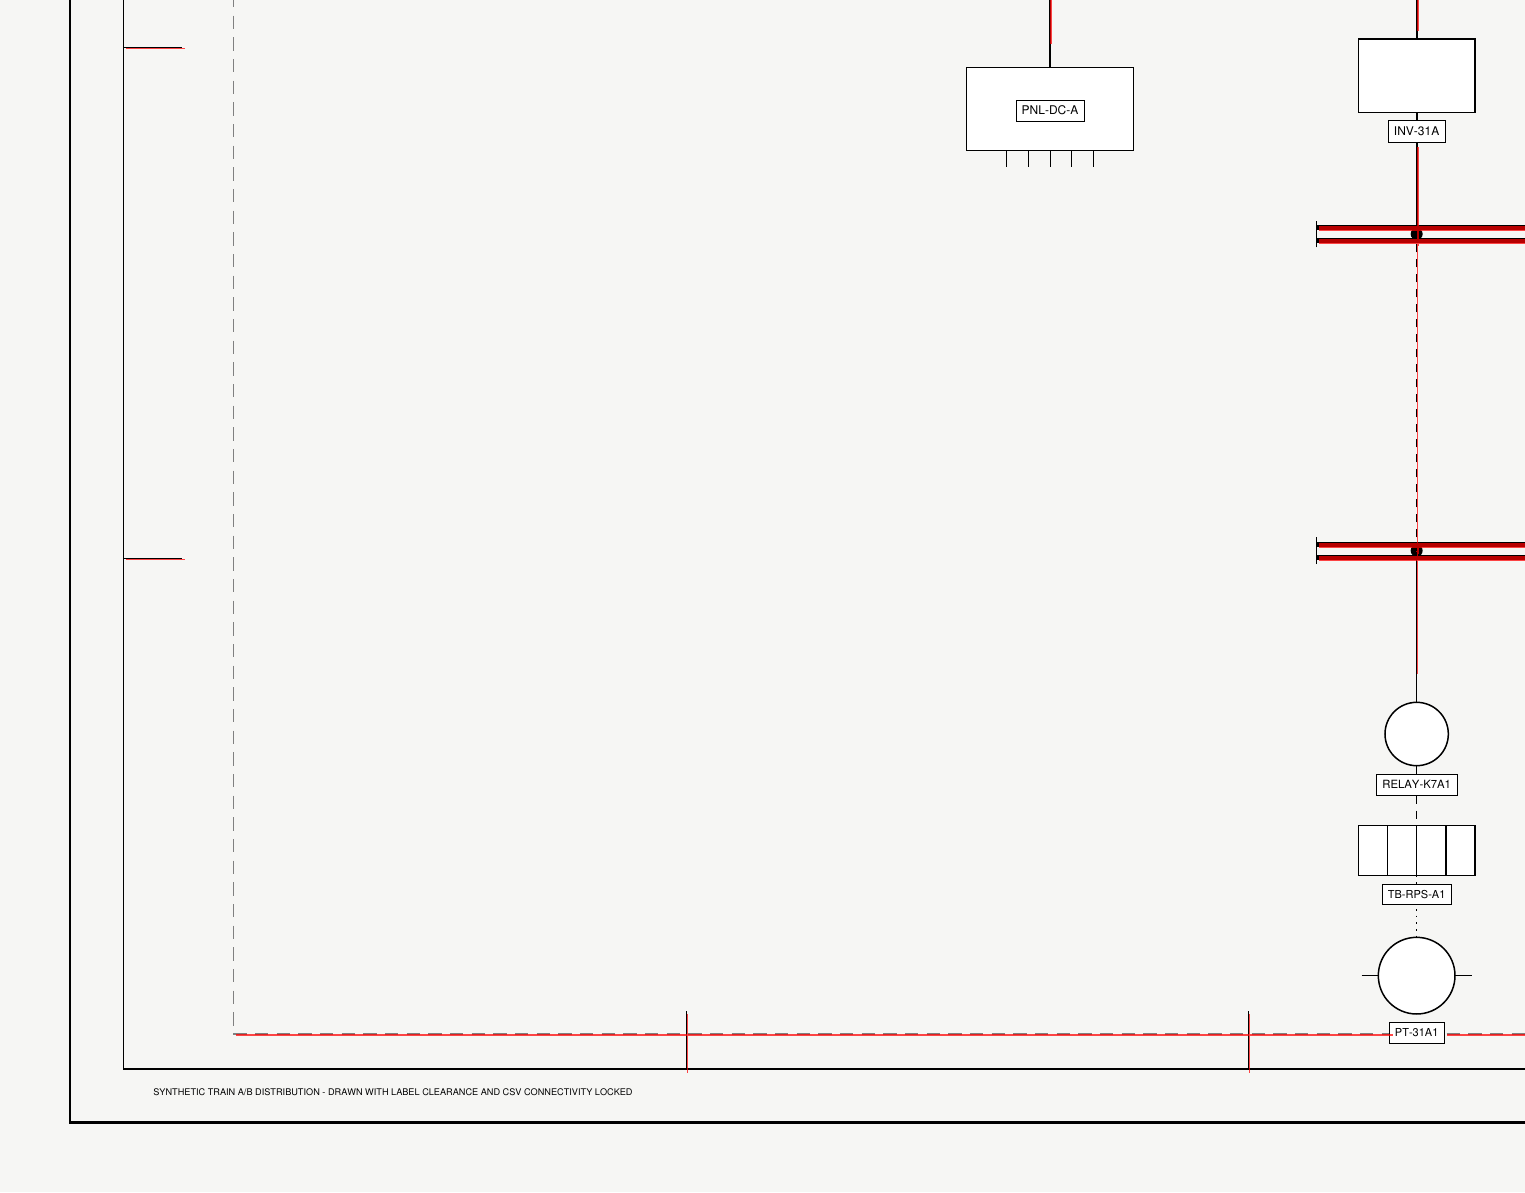 PNL-DC-A
INV-31A
RELAY-K7A1
TB-RPS-A1
PT-31A1
SYNTHETIC TRAIN A/B DISTRIBUTION - DRAWN WITH LABEL CLEARANCE AND CSV CONNECTIVITY LOCKED